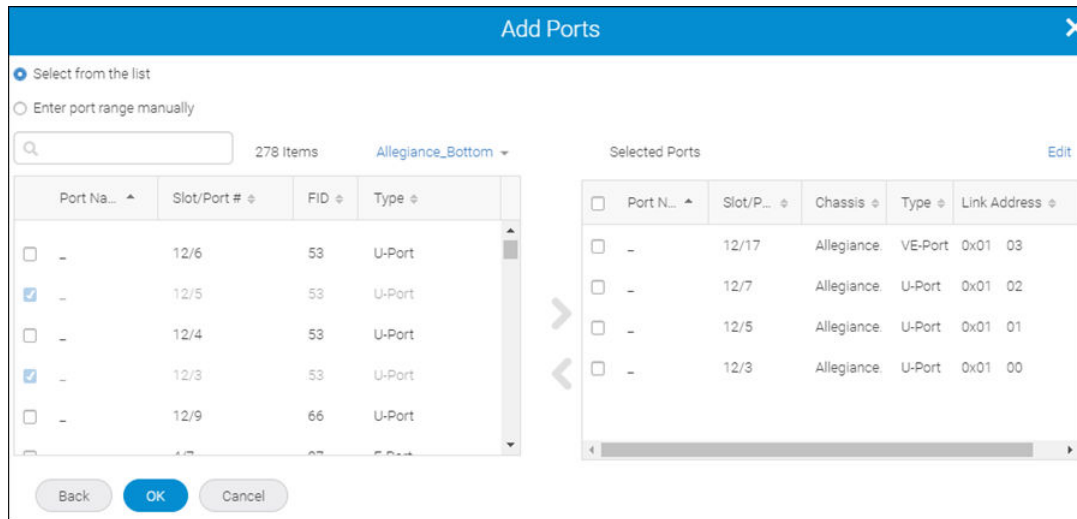 Add Ports
Select from the list
Enter port range manually
278 Items Allegiance_Bottom Selected Ports Edit
Port Na... Slot/Port # FID Type
_ 12/6 53 U-Port
_ 12/5 53 U-Port
_ 12/4 53 U-Port
_ 12/3 53 U-Port
_ 12/9 66 U-Port
Port N... Slot/P... Chassis Type Link Address
_ 12/17 Allegiance. VE-Port 0x01 03
_ 12/7 Allegiance. U-Port 0x01 02
_ 12/5 Allegiance. U-Port 0x01 01
_ 12/3 Allegiance. U-Port 0x01 00
Back OK Cancel